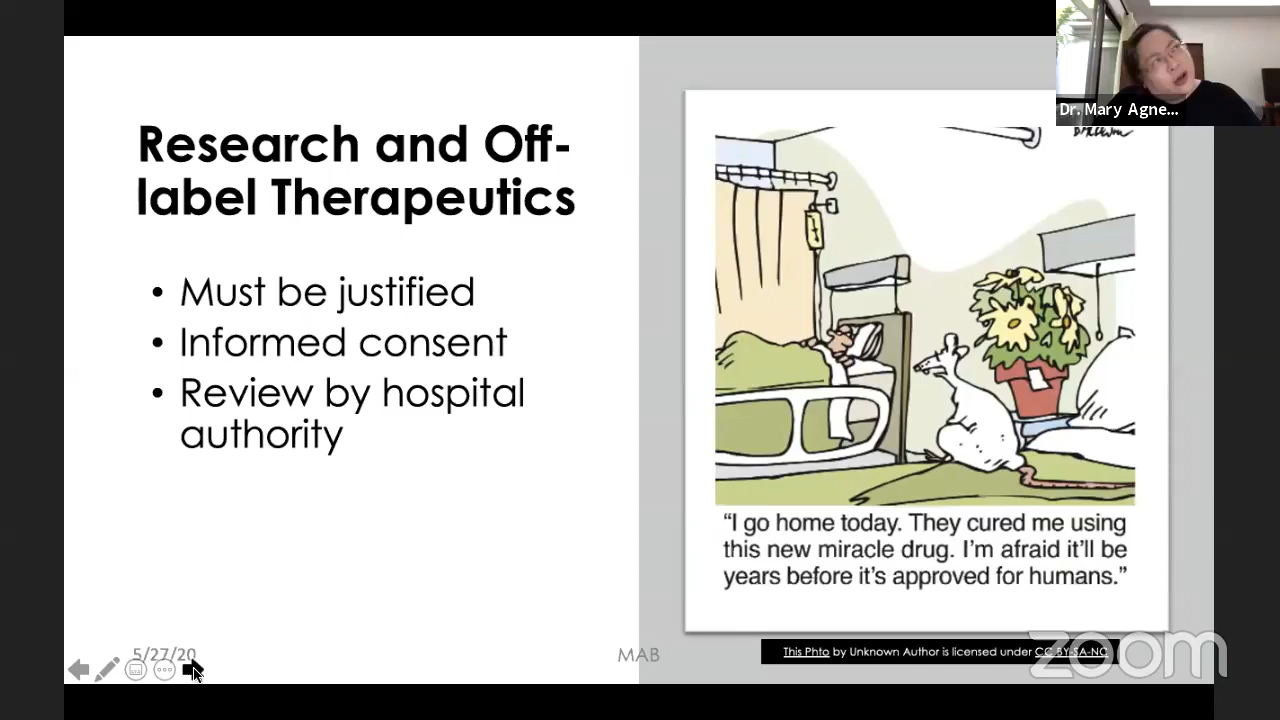 Research and Off-
label Therapeutics
• Must be justified
• Informed consent
• Review by hospital
authority
Dr. Mary Agne...
“I go home today. They cured me using
this new miracle drug. I’m afraid it’ll be
years before it’s approved for humans.”
5/27/20
MAB
This Phto by Unknown Author is licensed under CC BY-SA-NC
zoom